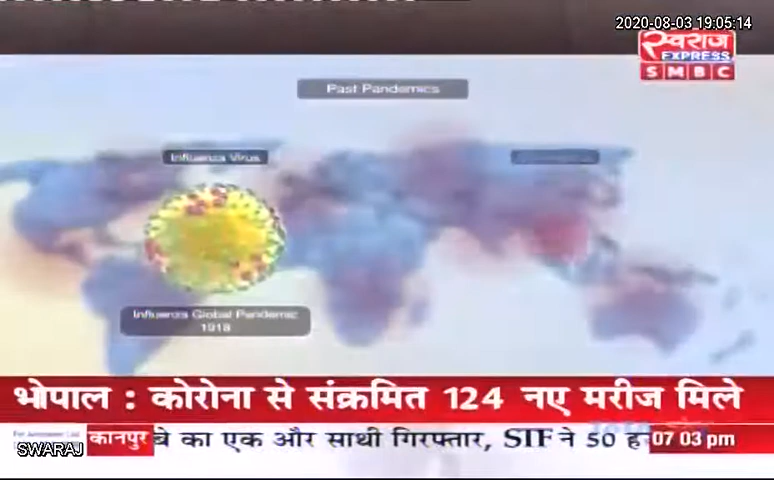 2020-08-03 19:05:14
स्वराज
EXPRESS
SMBC
Past Pandemics
Influenza Virus
Influenza Global Pandemic
1918
भोपाल : कोरोना से संक्रमित 124 नए मरीज मिले
SWARAJ
कानपुर
बे का एक और साथी गिरफ्तार, SIF ने 50 ह
07 03 pm